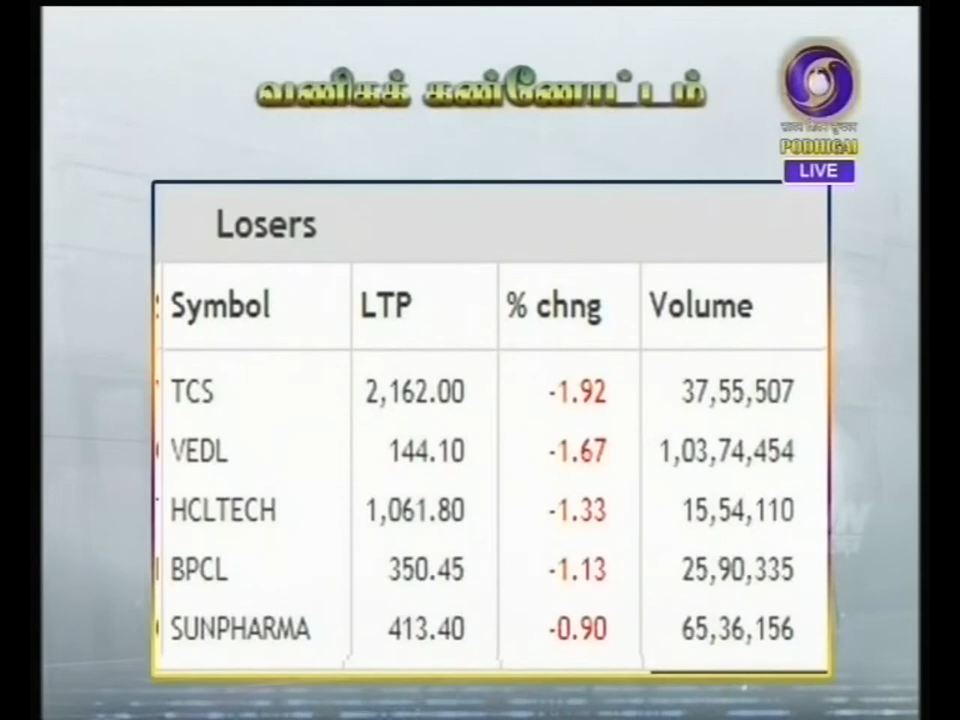 வணிகக் கண்ணோட்டம்
PODHIGAI
LIVE
Losers
Symbol LTP % chng Volume
TCS 2,162.00 -1.92 37,55,507
VEDL 144.10 -1.67 1,03,74,454
HCLTECH 1,061.80 -1.33 15,54,110
BPCL 350.45 -1.13 25,90,335
SUNPHARMA 413.40 -0.90 65,36,156